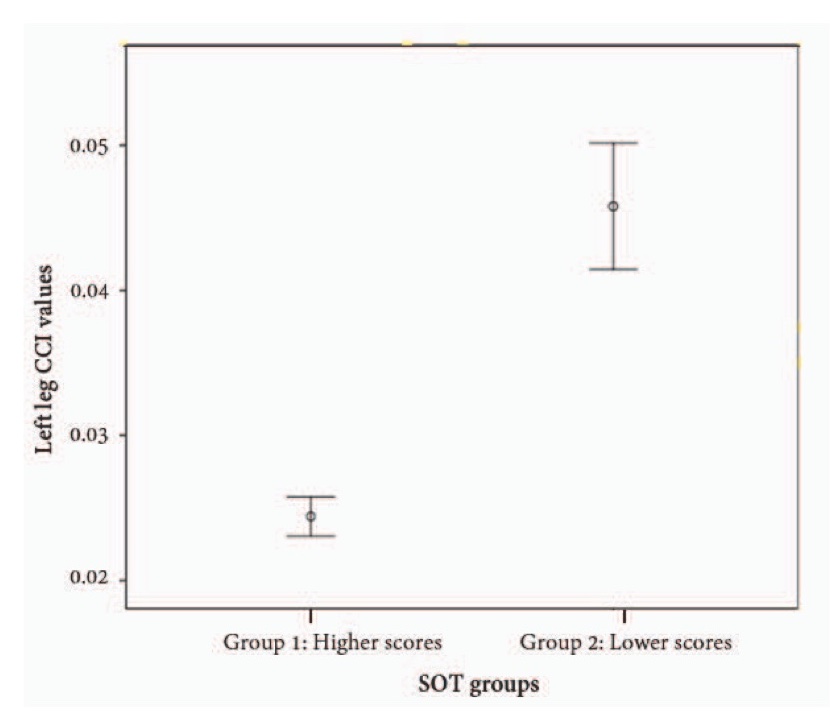 0.05
0.04
0.03
0.02
Left leg CCI values
Group 1: Higher scores
Group 2: Lower scores
SOT groups